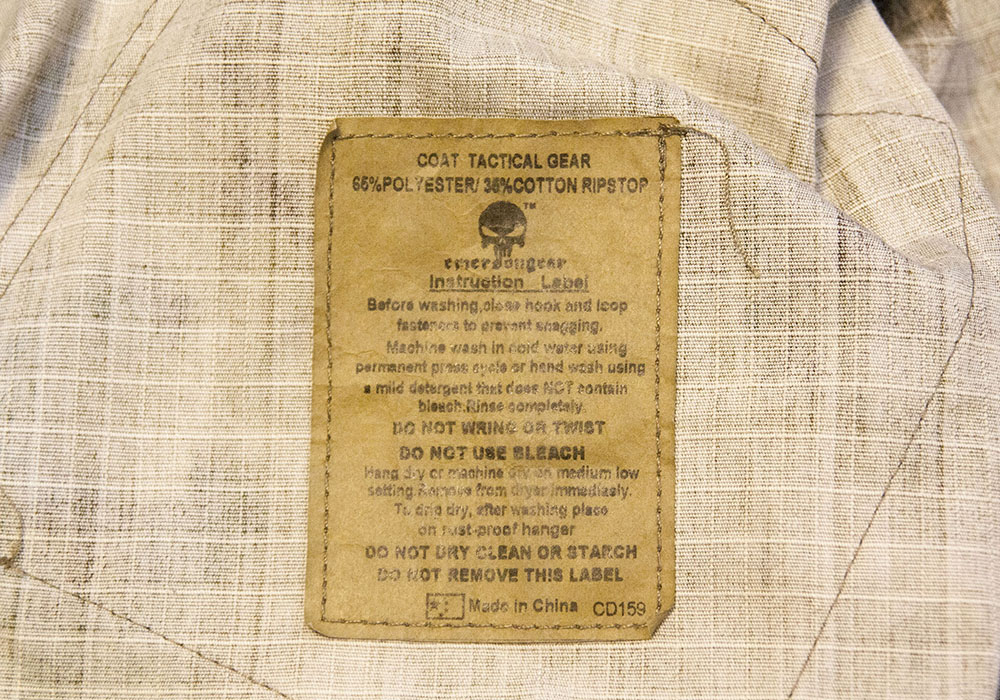 COAT TACTICAL GEAR
65%POLYESTER/ 35%COTTON RIPSTOP
TM
emersongear
Instruction Label
Before washing,close hook and loop
fasteners to prevent snagging.
Machine wash in cold water using
permanent press cycle or hand wash using
a mild detergent that does NOT contain
bleach.Rinse completely.
DO NOT WRING OR TWIST
DO NOT USE BLEACH
Hang dry or machine dry on medium low
setting.Remove from dryer immediasly.
To drip dry, after washing place
on rust-proof hanger
DO NOT DRY CLEAN OR STARCH
DO NOT REMOVE THIS LABEL
Made in China CD159